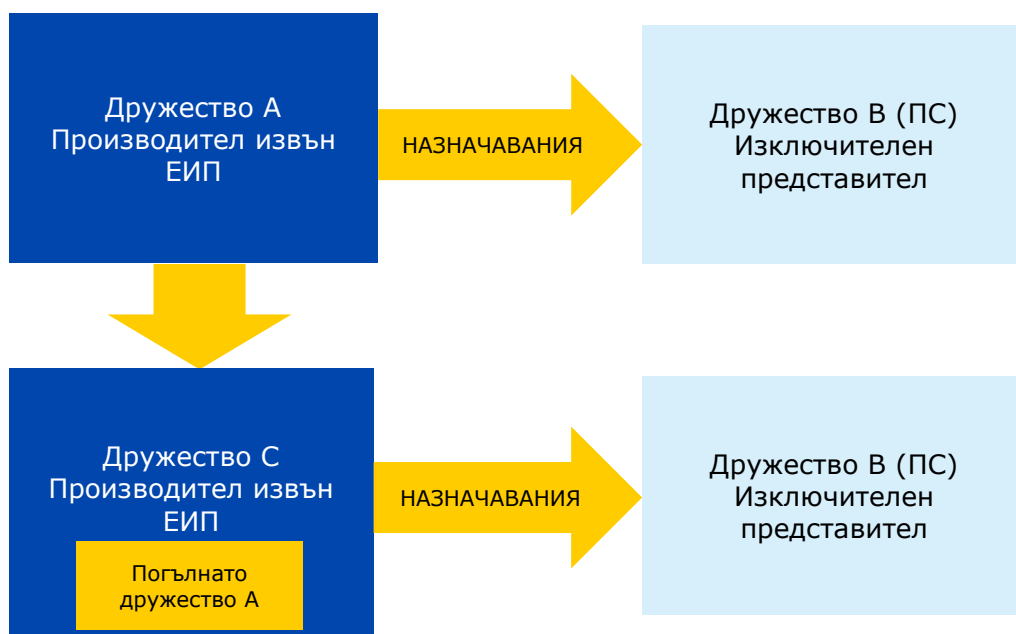 Дружество А
Производител извън
ЕИП
НАЗНАЧАВАНИЯ
Дружество В (ПС)
Изключителен
представител
Дружество С
Производител извън
ЕИП
Погълнато
дружество А
НАЗНАЧАВАНИЯ
Дружество В (ПС)
Изключителен
представител